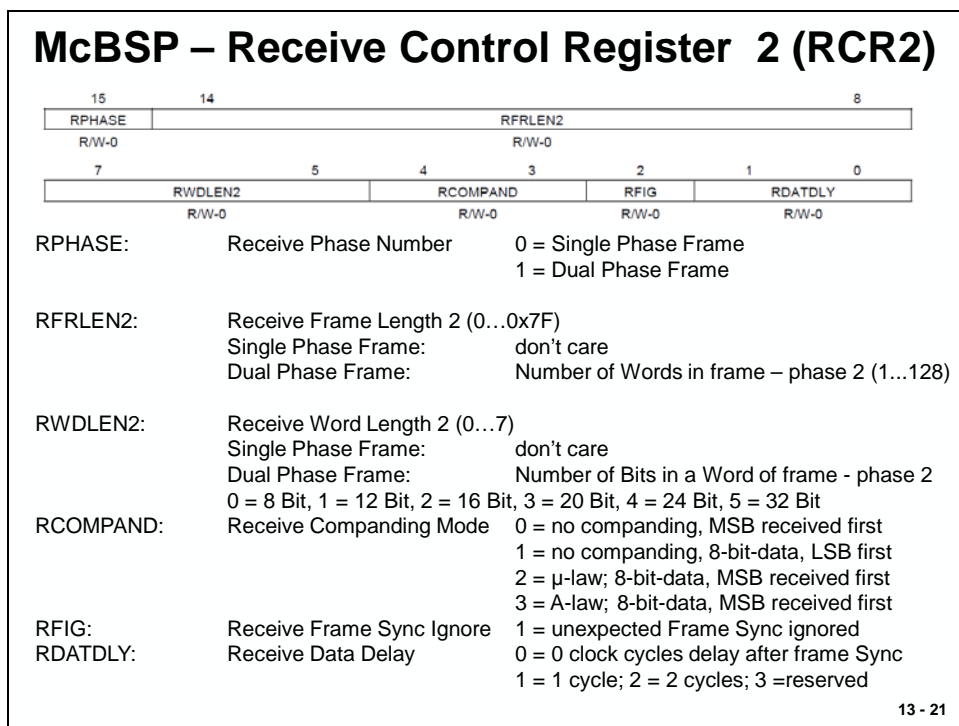 McBSP – Receive Control Register 2 (RCR2)
15 14 8
RPHASE RFRLEN2
R/W-0 R/W-0
7 5 4 3 2 1 0
RWDLEN2 RCOMPAND RFIG RDATDLY
R/W-0 R/W-0 R/W-0 R/W-0
RPHASE: Receive Phase Number 0 = Single Phase Frame
1 = Dual Phase Frame
RFRLEN2: Receive Frame Length 2 (0…0x7F)
Single Phase Frame: don’t care
Dual Phase Frame: Number of Words in frame – phase 2 (1...128)
RWDLEN2: Receive Word Length 2 (0…7)
Single Phase Frame: don’t care
Dual Phase Frame: Number of Bits in a Word of frame - phase 2
0 = 8 Bit, 1 = 12 Bit, 2 = 16 Bit, 3 = 20 Bit, 4 = 24 Bit, 5 = 32 Bit
RCOMPAND: Receive Companding Mode 0 = no companding, MSB received first
1 = no companding, 8-bit-data, LSB first
2 = µ-law; 8-bit-data, MSB received first
3 = A-law; 8-bit-data, MSB received first
RFIG: Receive Frame Sync Ignore 1 = unexpected Frame Sync ignored
RDATDLY: Receive Data Delay 0 = 0 clock cycles delay after frame Sync
1 = 1 cycle; 2 = 2 cycles; 3 =reserved
13 - 21